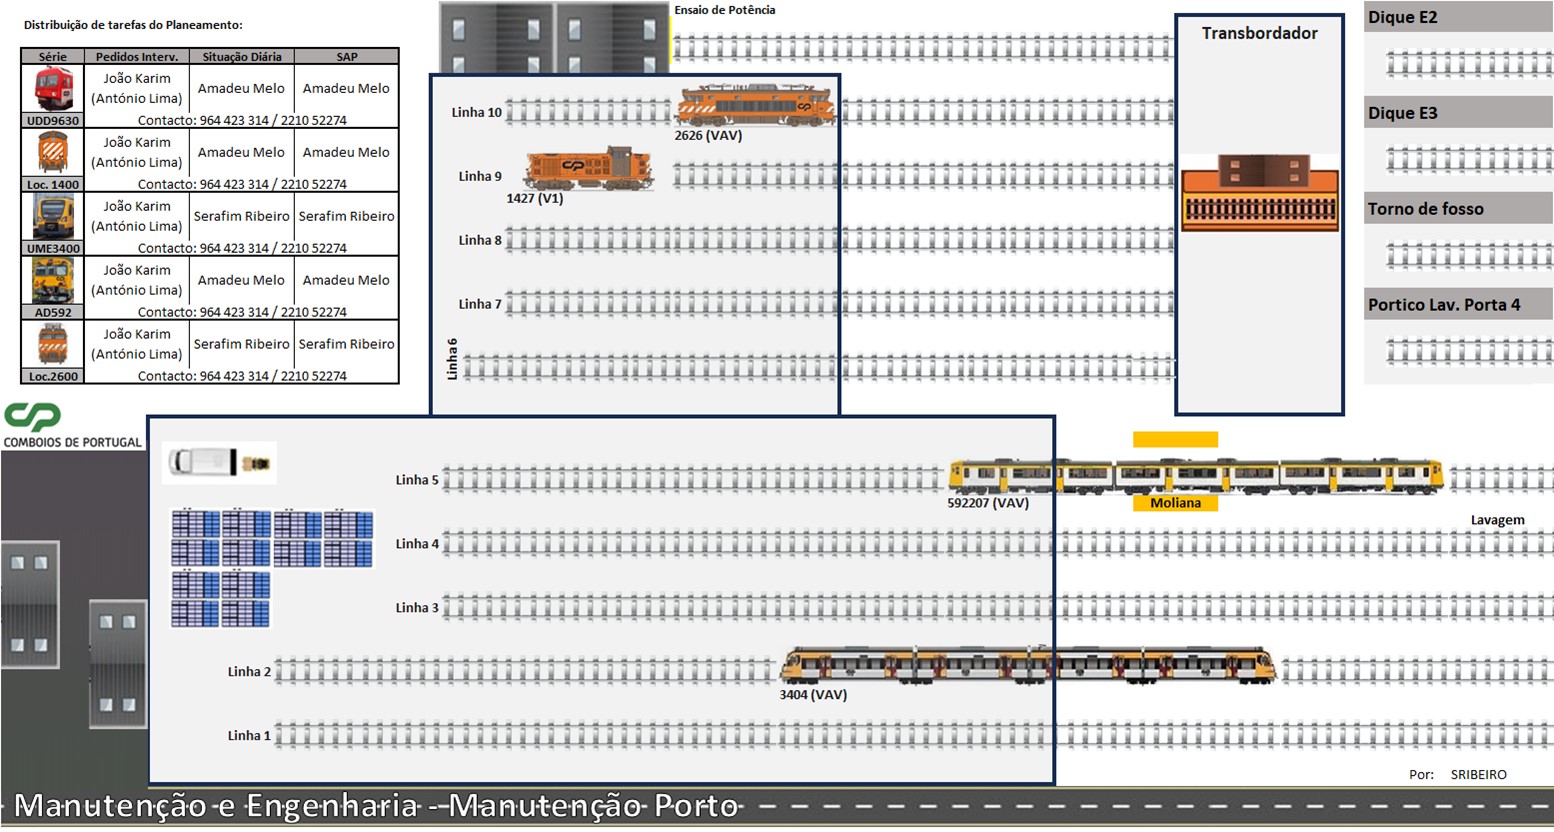 Distribuição de tarefas do Planeamento:
Série Pedidos Interv. Situação Diária SAP
João Karim
(António Lima) Amadeu Melo Amadeu Melo
UDD9630 Contacto: 964 423 314 / 2210 52274
João Karim
(António Lima) Amadeu Melo Amadeu Melo
Loc. 1400 Contacto: 964 423 314 / 2210 52274
João Karim
(António Lima) Serafim Ribeiro Serafim Ribeiro
UME3400 Contacto: 964 423 314 / 2210 52274
João Karim
(António Lima) Amadeu Melo Amadeu Melo
AD592 Contacto: 964 423 314 / 2210 52274
João Karim
(António Lima) Serafim Ribeiro Serafim Ribeiro
Loc.2600 Contacto: 964 423 314 / 2210 52274
CP
COMBOIOS DE PORTUGAL
Ensaio de Potência
Linha 10
CP
2626 (VAV)
Linha 9
CP
1427 (V1)
Linha 8
Linha 7
Linha 6
Transbordador
Dique E2
Dique E3
Torno de fosso
Portico Lav. Porta 4
Linha 5
592207 (VAV)
Moliana
Lavagem
Linha 4
Linha 3
Linha 2
3404 (VAV)
Linha 1
Por: SRIBEIRO
Manutenção e Engenharia - Manutenção Porto